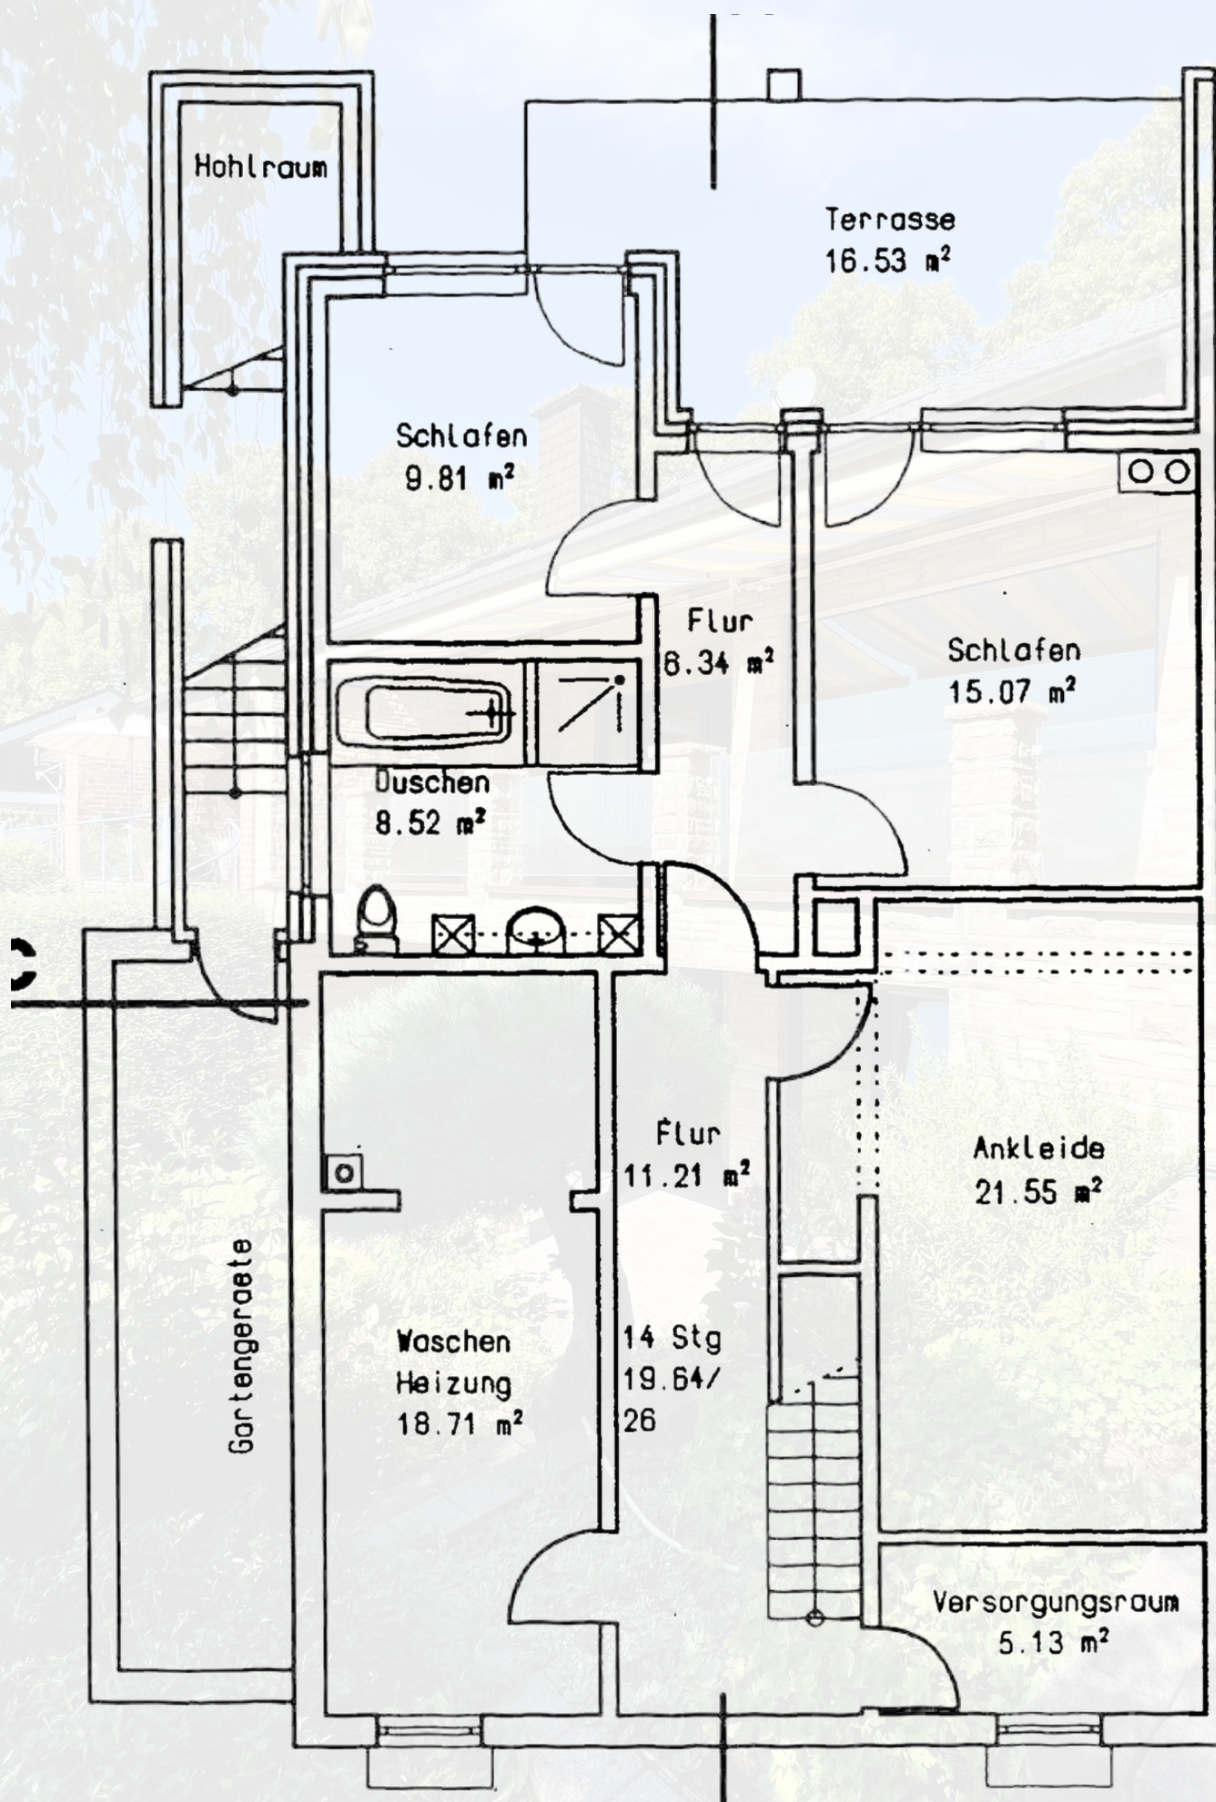 Hohlraum
Terrasse
16.53 m²
Schlafen
9.81 m²
Flur
6.34 m²
Schlafen
15.07 m²
Duschen
8.52 m²
C
Flur
11.21 m²
Ankleide
21.55 m²
Gartengeraete
Waschen
Heizung
18.71 m²
14 Stg
19.64/
26
Versorgungsraum
5.13 m²